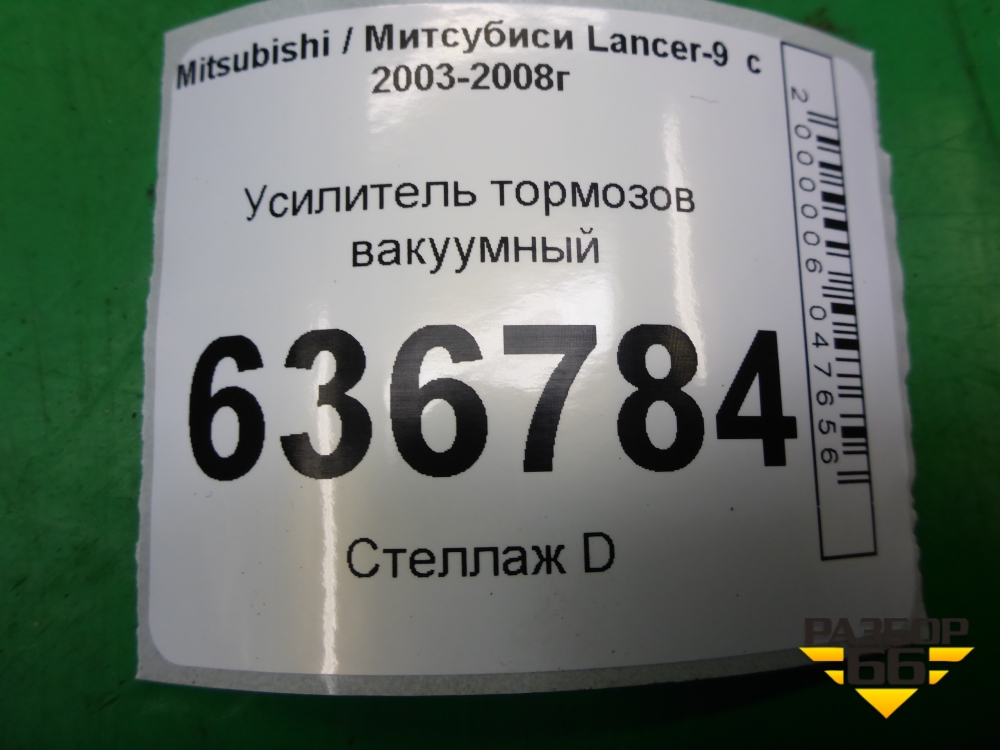 Mitsubishi / Митсубиси Lancer-9 с
2003-2008г
Усилитель тормозов
вакуумный
636784
Стеллаж D
2000006047656
РАЗБОР
66